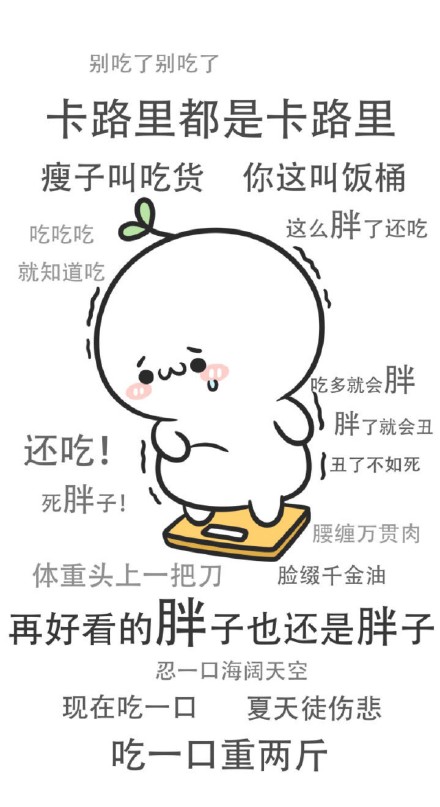 别吃了别吃了
卡路里都是卡路里
瘦子叫吃货 你这叫饭桶
吃吃吃
这么胖了还吃
就知道吃
吃多就会胖
胖了就会丑
还吃！
丑了不如死
死胖子！
腰缠万贯肉
体重头上一把刀
脸缀千金油
再好看的胖子也还是胖子
忍一口海阔天空
现在吃一口 夏天徒伤悲
吃一口重两斤